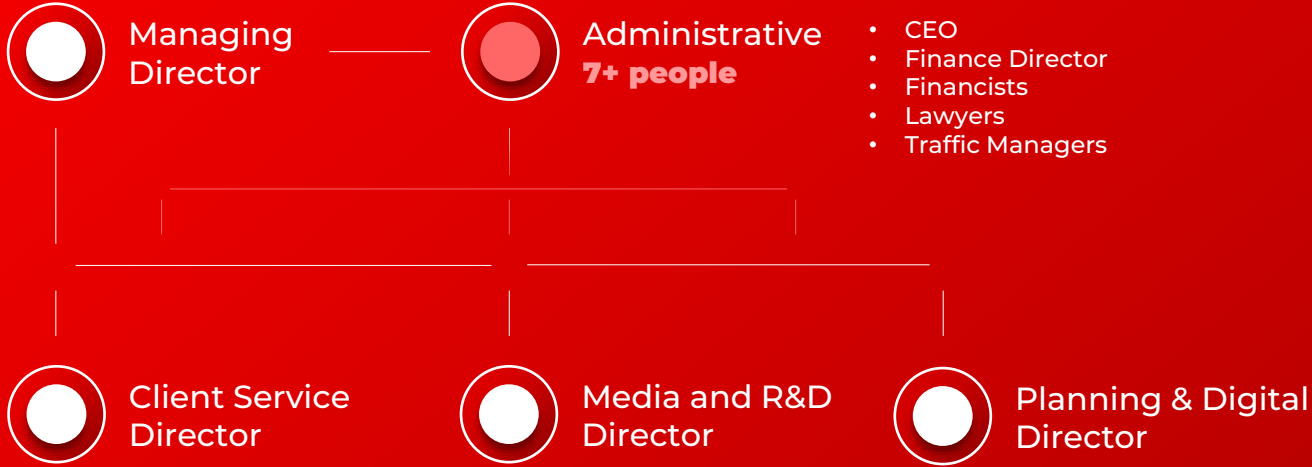 Managing
Director
Administrative
7+ people
• CEO
• Finance Director
• Financists
• Lawyers
• Traffic Managers
Client Service
Director
Media and R&D
Director
Planning & Digital
Director